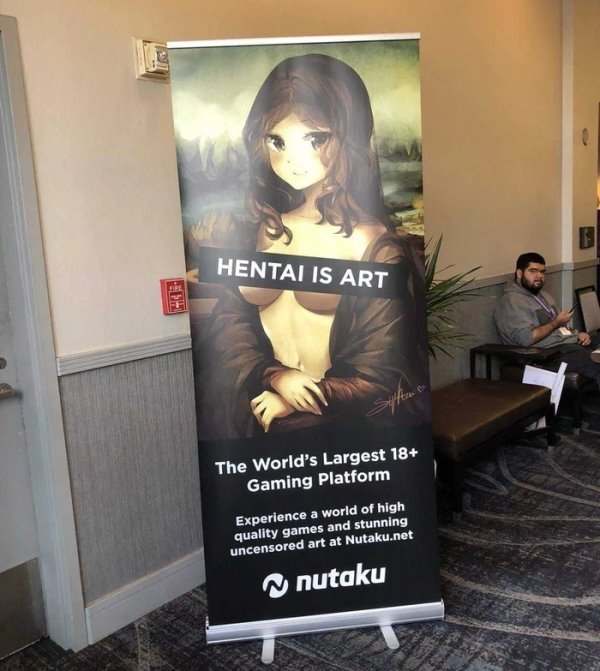 HENTAI IS ART
The World's Largest 18+
Gaming Platform
Experience a world of high
quality games and stunning
uncensored art at Nutaku.net
nutaku
FIRE